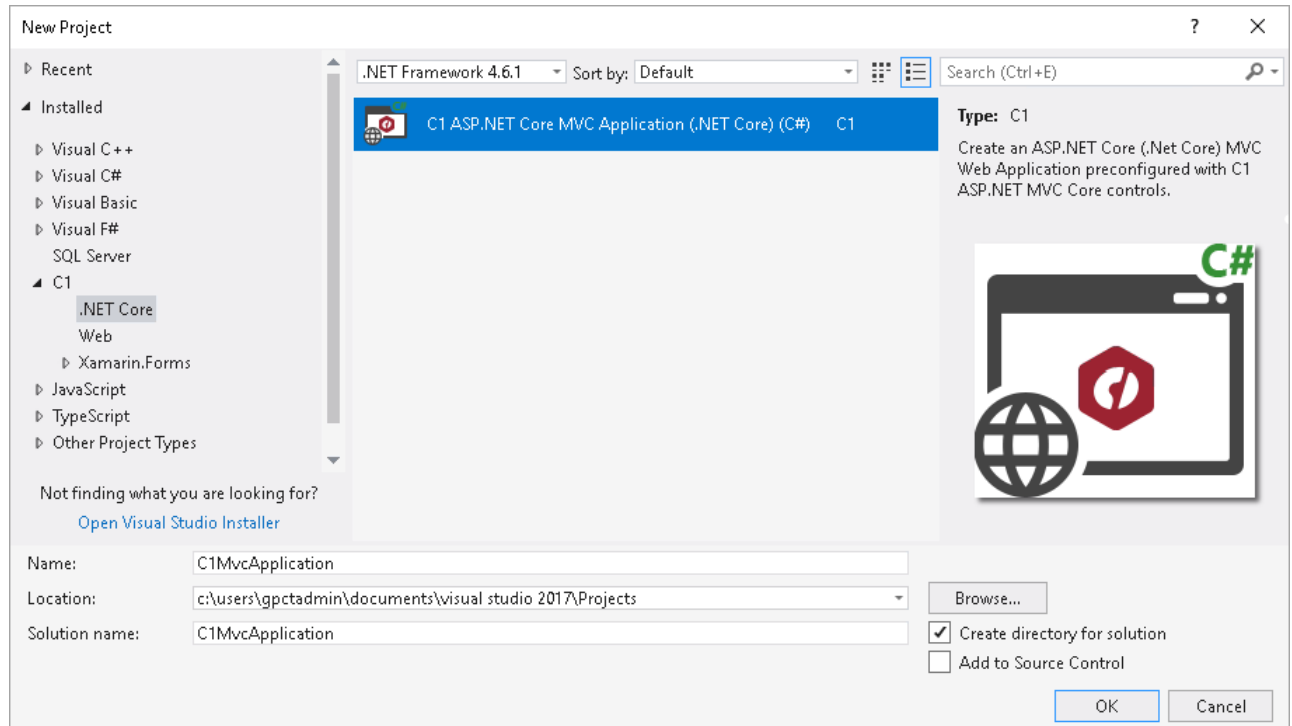 New Project
?
Recent
Installed
Visual C++
Visual C#
Visual Basic
Visual F#
SQL Server
C1
.NET Core
Web
Xamarin.Forms
JavaScript
TypeScript
Other Project Types
Not finding what you are looking for?
Open Visual Studio Installer
.NET Framework 4.6.1 Sort by: Default
Search (Ctrl+E)
C# C1 ASP.NET Core MVC Application (.NET Core) (C#) C1
Type: C1
Create an ASP.NET Core (.Net Core) MVC
Web Application preconfigured with C1
ASP.NET MVC Core controls.
C#
Name: C1MvcApplication
Location: c:\users\gpctadmin\documents\visual studio 2017\Projects
Browse...
Solution name: C1MvcApplication
Create directory for solution
Add to Source Control
OK
Cancel